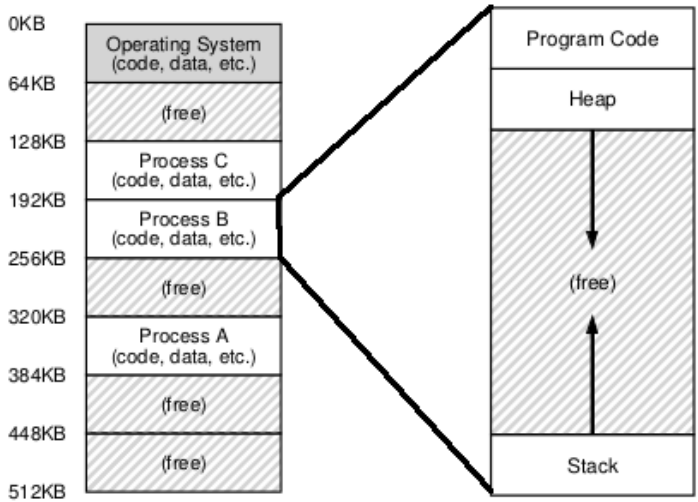 0KB
Operating System
(code, data, etc.)
64KB
(free)
128KB
Process C
(code, data, etc.)
192KB
Process B
(code, data, etc.)
256KB
(free)
320KB
Process A
(code, data, etc.)
384KB
(free)
448KB
(free)
512KB
Program Code
Heap
(free)
Stack